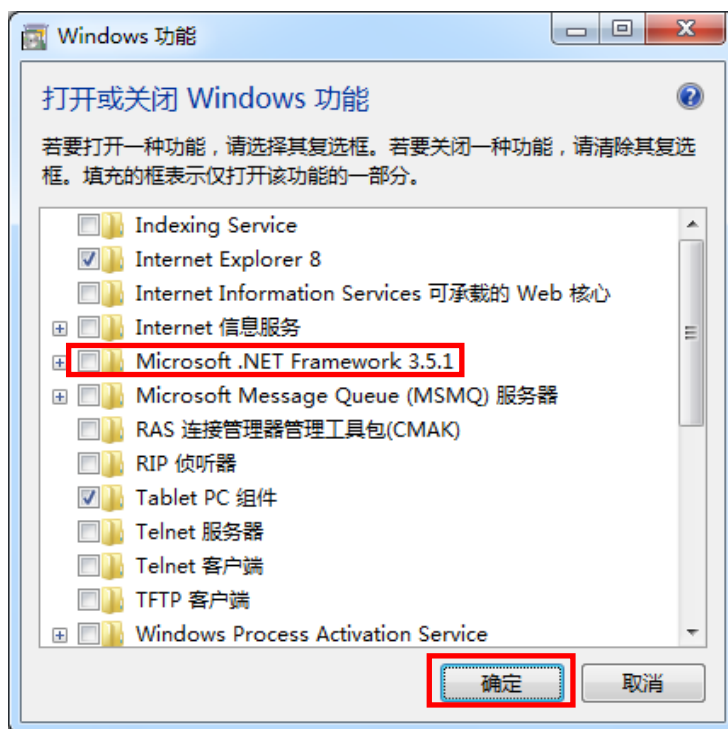 Windows 功能
打开或关闭 Windows 功能
若要打开一种功能，请选择其复选框。若要关闭一种功能，请清除其复选
框。填充的框表示仅打开该功能的一部分。
Indexing Service
Internet Explorer 8
Internet Information Services 可承载的 Web 核心
Internet 信息服务
Microsoft .NET Framework 3.5.1
Microsoft Message Queue (MSMQ) 服务器
RAS 连接管理器管理工具包(CMAK)
RIP 侦听器
Tablet PC 组件
Telnet 服务器
Telnet 客户端
TFTP 客户端
Windows Process Activation Service
确定 取消